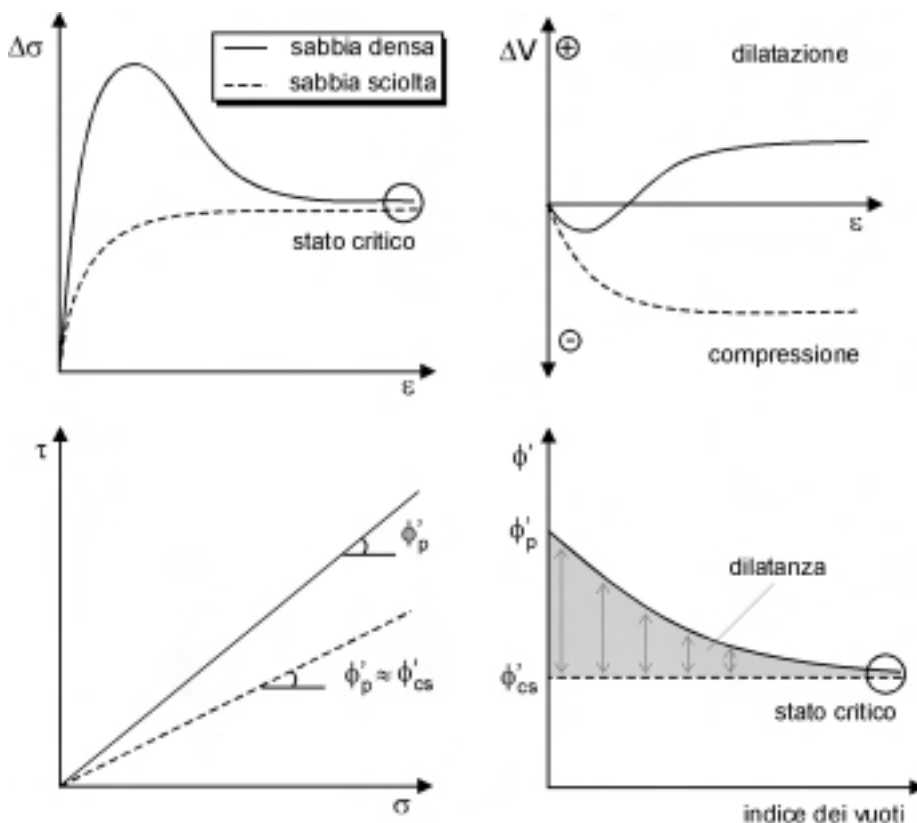 Δσ
sabbia densa
sabbia sciolta
stato critico
ε
ΔV
+
dilatazione
ε
-
compressione
τ
ϕ'p
ϕ'p ≈ ϕ'cs
σ
ϕ'
ϕ'p
dilatanza
ϕ'cs
stato critico
indice dei vuoti